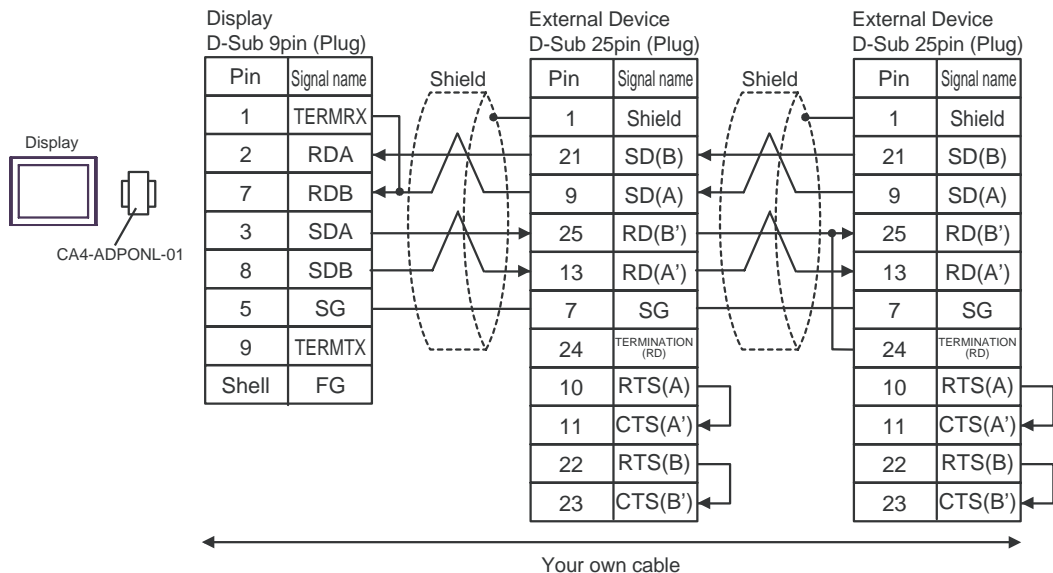 Display
CA4-ADPONL-01
Display
D-Sub 9pin (Plug)
Pin Signal name
1 TERMRX
2 RDA
7 RDB
3 SDA
8 SDB
5 SG
9 TERMTX
Shell FG
Shield
External Device
D-Sub 25pin (Plug)
Pin Signal name
1 Shield
21 SD(B)
9 SD(A)
25 RD(B')
13 RD(A')
7 SG
24 TERMINATION
(RD)
10 RTS(A)
11 CTS(A')
22 RTS(B)
23 CTS(B')
Shield
External Device
D-Sub 25pin (Plug)
Pin Signal name
1 Shield
21 SD(B)
9 SD(A)
25 RD(B')
13 RD(A')
7 SG
24 TERMINATION
(RD)
10 RTS(A)
11 CTS(A')
22 RTS(B)
23 CTS(B')
Your own cable